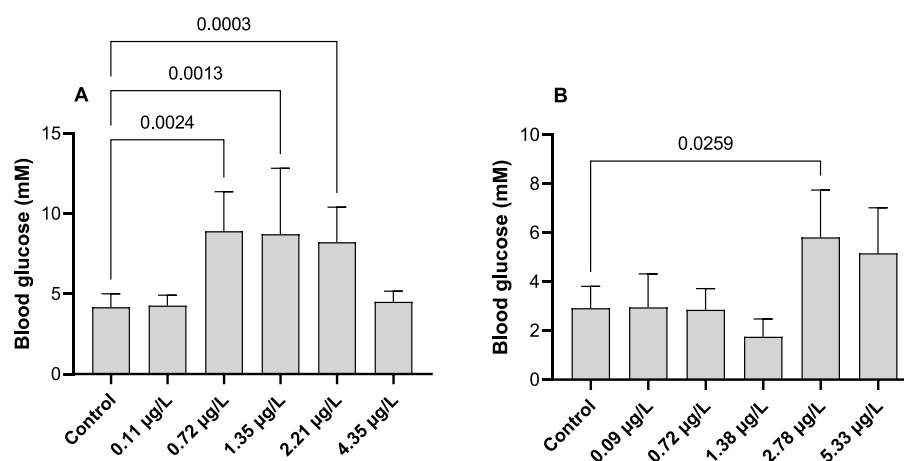 0.0003
0.0013
A
0.0024
Blood glucose (mM)
15
10
5
0
Control
0.11 µg/L
0.72 µg/L
1.35 µg/L
2.21 µg/L
4.35 µg/L
B
0.0259
Blood glucose (mM)
10
8
6
4
2
0
Control
0.09 µg/L
0.72 µg/L
1.38 µg/L
2.78 µg/L
5.33 µg/L